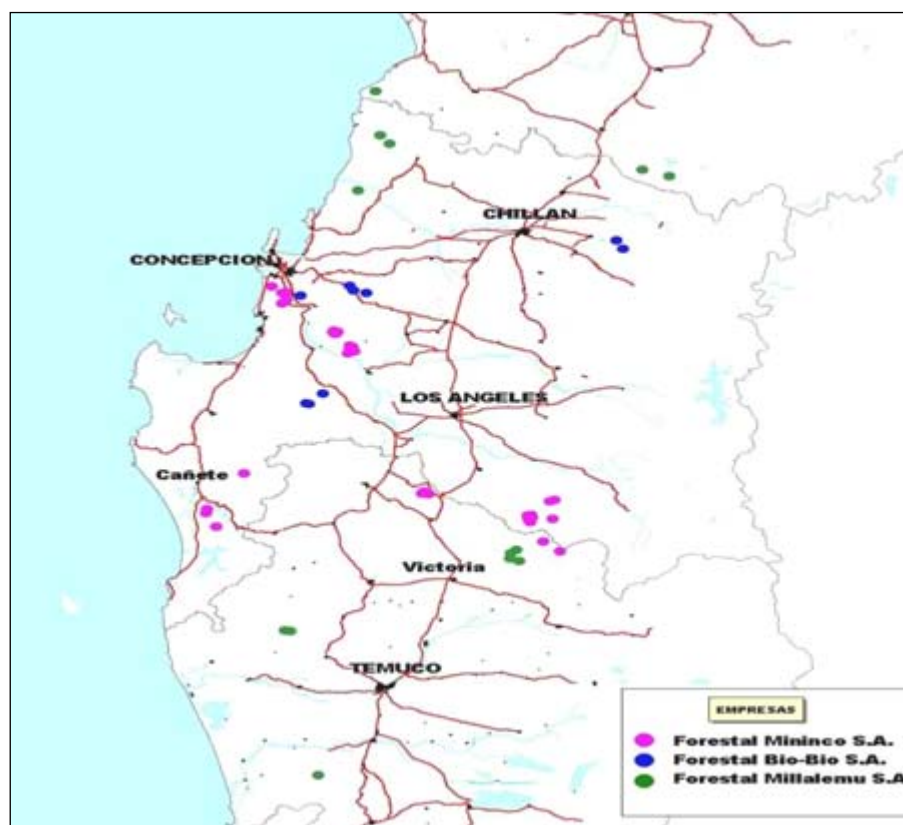 CHILLAN
CONCEPCION
LOS ANGELES
Cañete
Victoria
TEMUCO
EMPRESAS
Forestal Mininco S.A.
Forestal Bio-Bio S.A.
Forestal Millalemu S.A